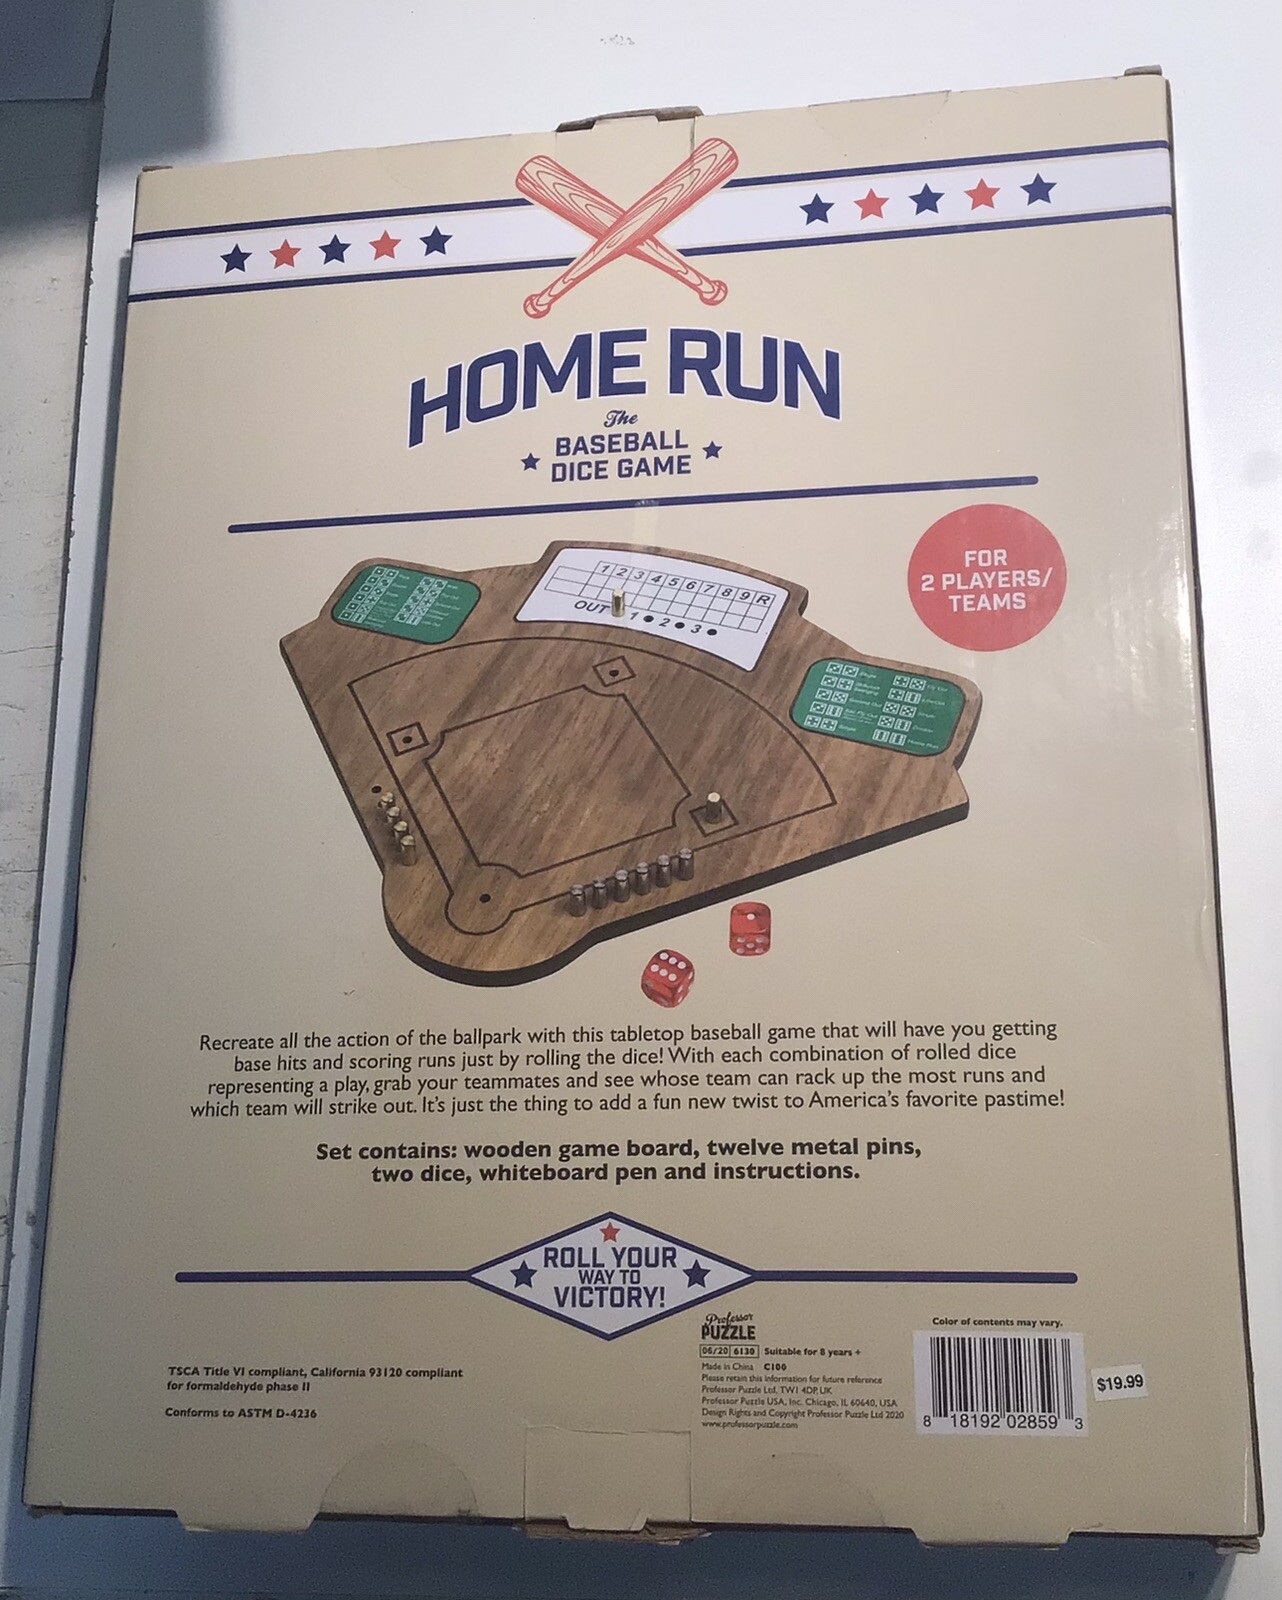 HOME RUN
The
BASEBALL
DICE GAME
FOR
2 PLAYERS/
TEAMS
1 2 3 4 5 6 7 8 9 R
OUT 1 2 3
Recreate all the action of the ballpark with this tabletop baseball game that will have you getting
base hits and scoring runs just by rolling the dice! With each combination of rolled dice
representing a play, grab your teammates and see whose team can rack up the most runs and
which team will strike out. It's just the thing to add a fun new twist to America's favorite pastime!
Set contains: wooden game board, twelve metal pins,
two dice, whiteboard pen and instructions.
ROLL YOUR
WAY TO
VICTORY!
TSCA Title VI compliant, California 93120 compliant
for formaldehyde phase II
Conforms to ASTM D-4236
Professor
PUZZLE
06/20 6130 Suitable for 8 years +
Made in China C100
Please retain this information for future reference
Professor Puzzle Ltd, TW1 4DP, UK
Professor Puzzle USA, Inc. Chicago, IL 60640, USA
Design Rights and Copyright Professor Puzzle Ltd 2020
www.professorpuzzle.com
Color of contents may vary.
8 18192 02859 3
$19.99